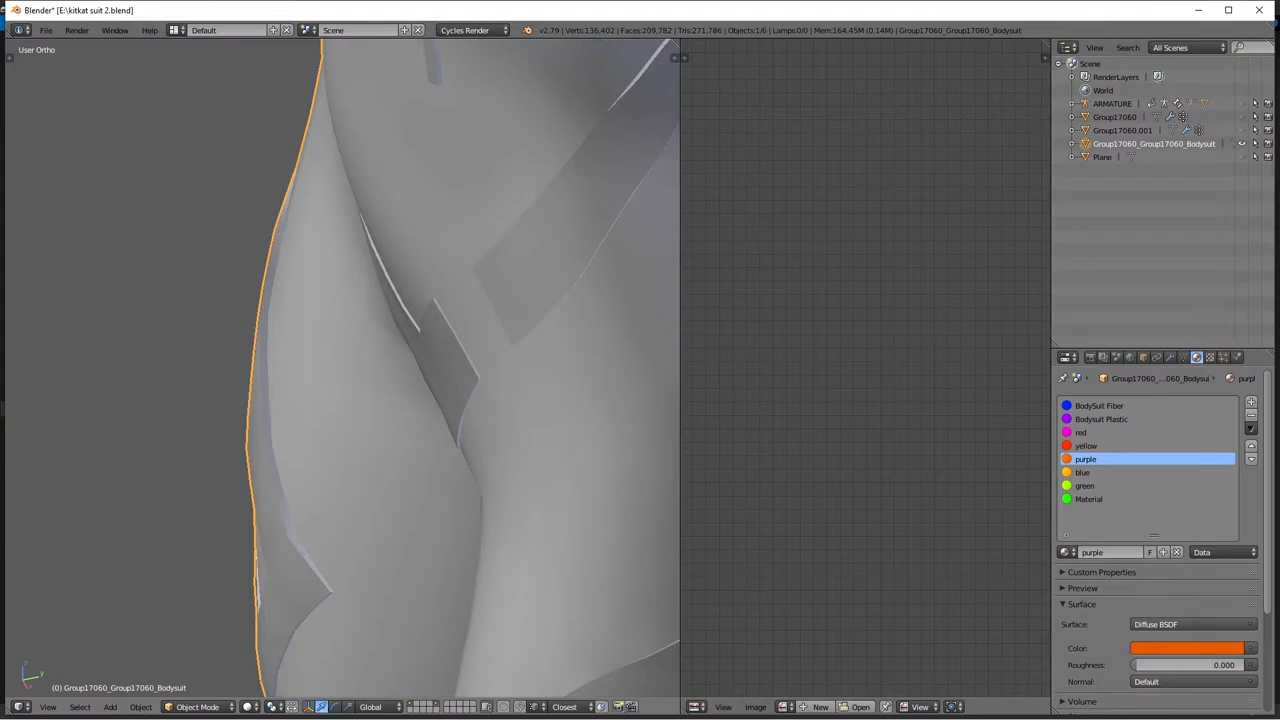 Blender* [E:\kitkat suit 2.blend]
File Render Window Help Default Scene Cycles Render v2.79 | Verts:136,402 | Faces:209,782 | Tris:271,786 | Objects:1/6 | Lamps:0/0 | Mem:164.45M (0.14M) | Group17060_Group17060_Bodysuit
View Search All Scenes
User Ortho
Scene
RenderLayers
World
ARMATURE
Group17060
Group17060.001
Group17060_Group17060_Bodysuit
Plane
Group17060_...060_Bodysui purpl
BodySuit Fiber
Bodysuit Plastic
red
yellow
purple
blue
green
Material
purple F Data
Custom Properties
Preview
Surface
Surface: Diffuse BSDF
Color:
Roughness: 0.000
Normal: Default
Volume
(0) Group17060_Group17060_Bodysuit
View Select Add Object Object Mode Global Closest
View Image New Open View